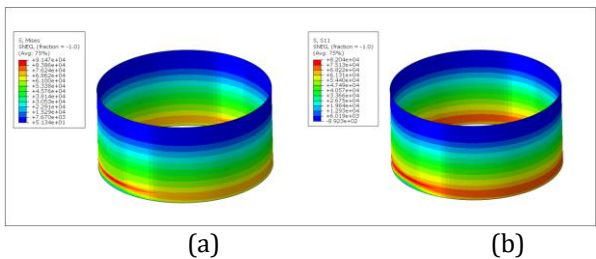 S, Mises
SNEG, (fraction = -1.0)
(Avg: 75%)
+9.147e+04
+8.386e+04
+7.624e+04
+6.862e+04
+6.100e+04
+5.338e+04
+4.575e+04
+3.814e+04
+3.053e+04
+2.291e+04
+1.529e+04
+7.670e+03
+5.134e+01
S, S11
SNEG, (fraction = -1.0)
(Avg: 75%)
+8.204e+04
+7.513e+04
+6.822e+04
+6.131e+04
+5.440e+04
+4.749e+04
+4.057e+04
+3.366e+04
+2.675e+04
+1.984e+04
+1.293e+04
+6.019e+03
-8.923e+02
(a)
(b)